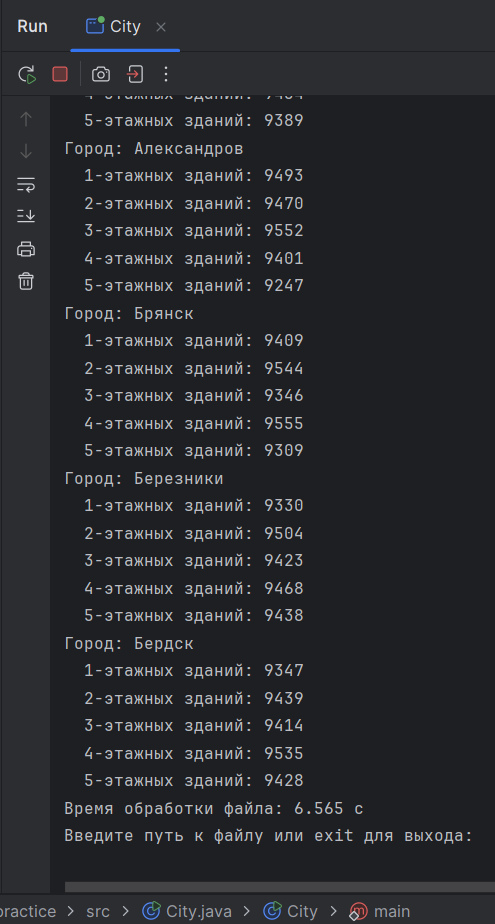 Run City
5-этажных зданий: 9389
Город: Александров
1-этажных зданий: 9493
2-этажных зданий: 9470
3-этажных зданий: 9552
4-этажных зданий: 9401
5-этажных зданий: 9247
Город: Брянск
1-этажных зданий: 9409
2-этажных зданий: 9544
3-этажных зданий: 9346
4-этажных зданий: 9555
5-этажных зданий: 9309
Город: Березники
1-этажных зданий: 9330
2-этажных зданий: 9504
3-этажных зданий: 9423
4-этажных зданий: 9468
5-этажных зданий: 9438
Город: Бердск
1-этажных зданий: 9347
2-этажных зданий: 9439
3-этажных зданий: 9414
4-этажных зданий: 9535
5-этажных зданий: 9428
Время обработки файла: 6.565 с
Введите путь к файлу или exit для выхода:
ractice > src > City.java > City > main